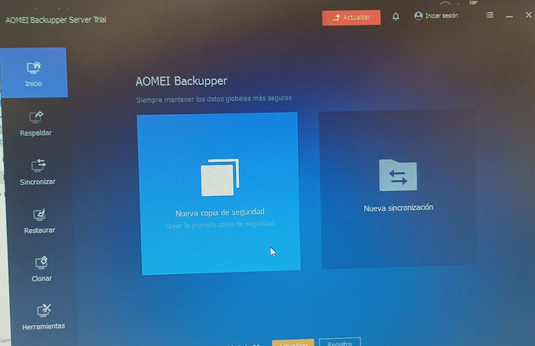 AOMEI Backupper Server Trial
Actualizar
Iniciar sesión
Inicio
Respaldar
Sincronizar
Restaurar
Clonar
Herramientas
AOMEI Backupper
Siempre mantener los datos globales más seguros
Nueva copia de seguridad
Crear la primera copia de seguridad
Nueva sincronización
Registro